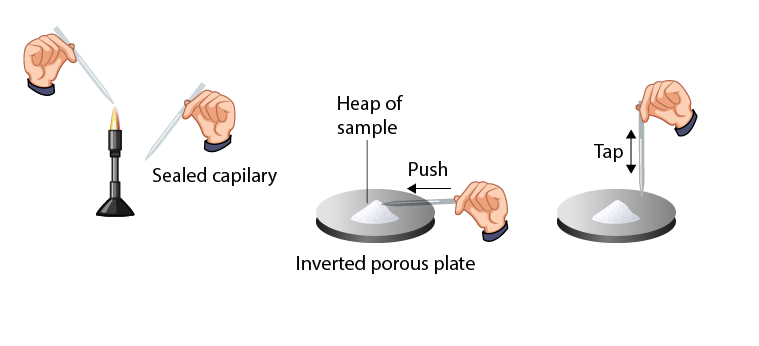 Sealed capilary
Heap of
sample
Push
Inverted porous plate
Tap